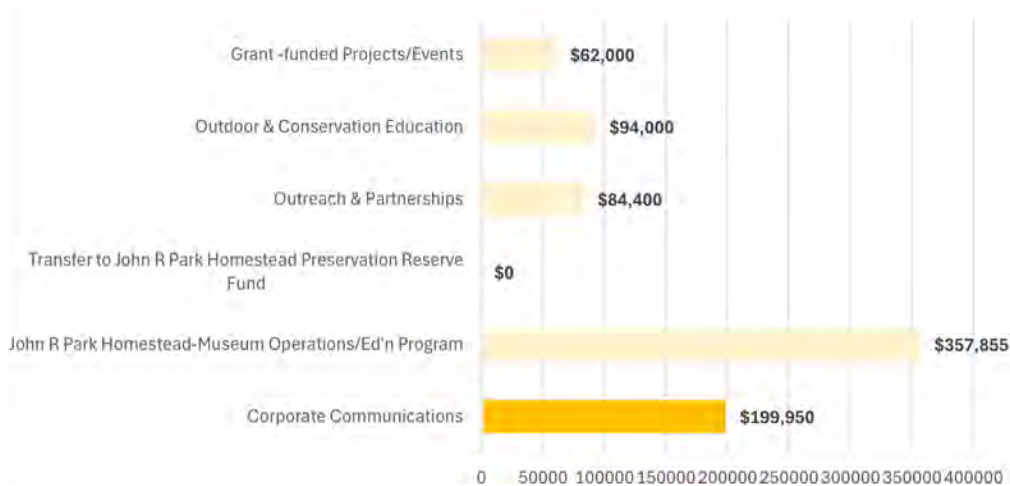 Grant -funded Projects/Events
$62,000
Outdoor & Conservation Education
$94,000
Outreach & Partnerships
$84,400
Transfer to John R Park Homestead Preservation Reserve
Fund
$0
John R Park Homestead-Museum Operations/Ed'n Program
$357,855
Corporate Communications
$199,950
0 50000 100000 150000 200000 250000 300000 350000 400000